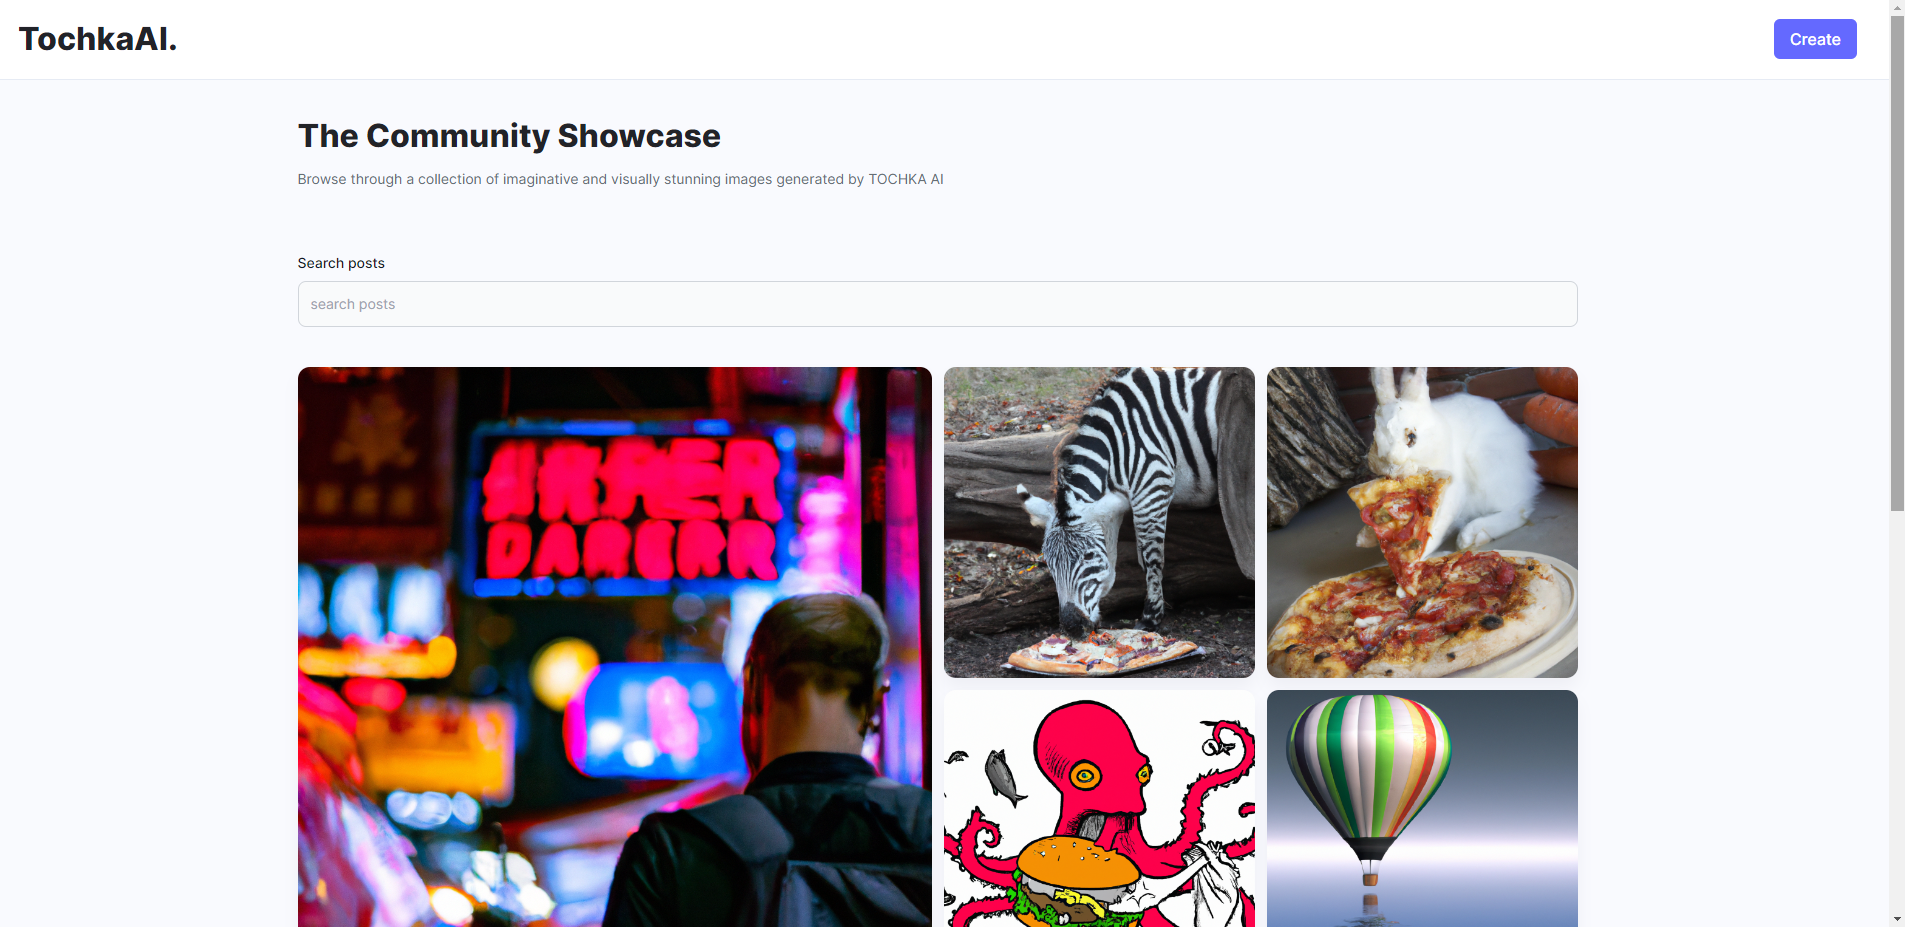 TochkaAI.
Create
The Community Showcase
Browse through a collection of imaginative and visually stunning images generated by TOCHKA AI
Search posts
search posts